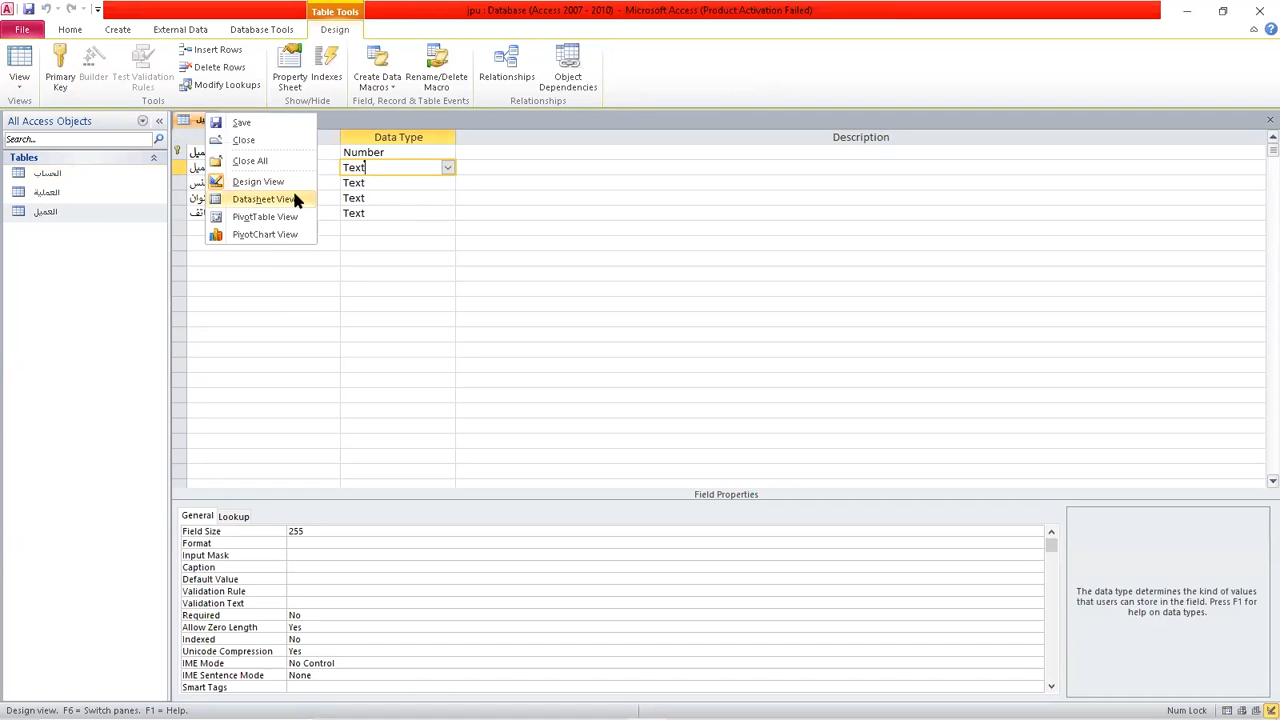 jpu : Database (Access 2007 - 2010) - Microsoft Access (Product Activation Failed)
Table Tools
File
Home
Create
External Data
Database Tools
Design
View
Primary Key
Builder
Test Validation Rules
Insert Rows
Delete Rows
Modify Lookups
Property Sheet
Indexes
Create Data Macros
Rename/Delete Macro
Relationships
Object Dependencies
Views
Tools
Show/Hide
Field, Record & Table Events
Relationships
All Access Objects
Search...
Tables
الحساب
العملية
العميل
Save
Close
Close All
Design View
Datasheet View
PivotTable View
PivotChart View
Data Type
Description
Number
Text
Text
Text
Text
Field Properties
General
Lookup
Field Size 255
Format
Input Mask
Caption
Default Value
Validation Rule
Validation Text
Required No
Allow Zero Length Yes
Indexed No
Unicode Compression Yes
IME Mode No Control
IME Sentence Mode None
Smart Tags
The data type determines the kind of values
that users can store in the field. Press F1 for
help on data types.
Design view. F6 = Switch panes. F1 = Help.
Num Lock